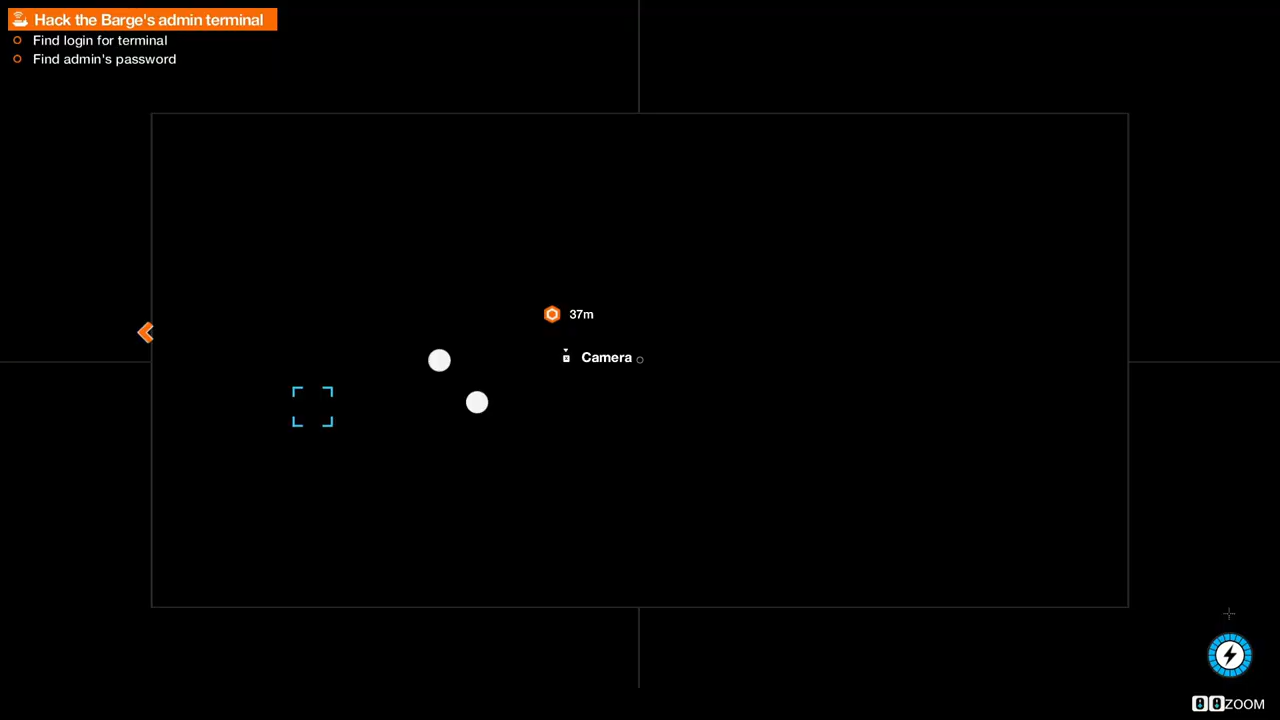 Hack the Barge's admin terminal
Find login for terminal
Find admin's password
37m
Camera
ZOOM